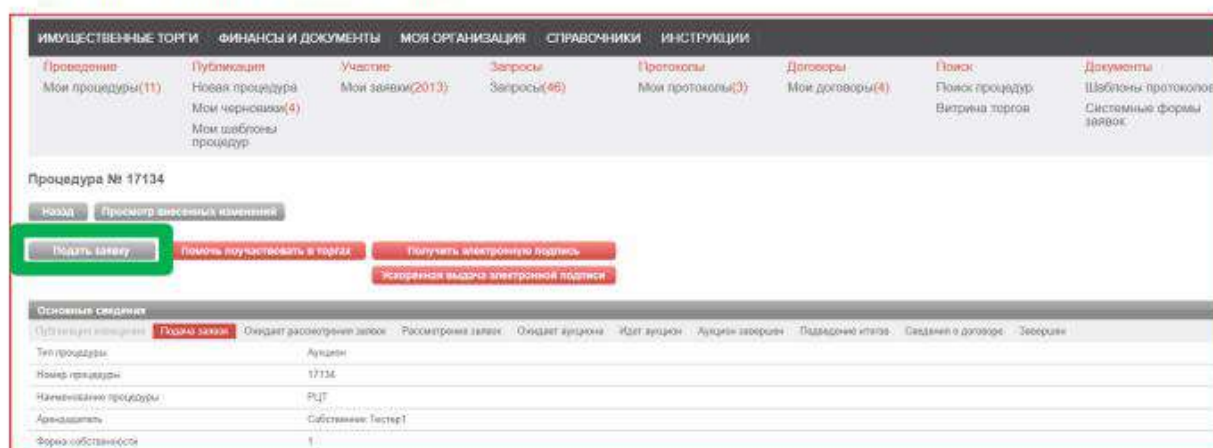 ИМУЩЕСТВЕННЫЕ ТОРГИ ФИНАНСЫ И ДОКУМЕНТЫ МОЯ ОРГАНИЗАЦИЯ СПРАВОЧНИКИ ИНСТРУКЦИИ
Проведение Публикация Участие Запросы Протоколы Договоры Поиск Документы
Мои процедуры(11) Новая процедура Мои заявки(2013) Запросы(46) Мои протоколы(3) Мои договоры(4) Поиск процедур Шаблоны протоколов
Мои черновики(4) Витрина торгов Системные формы заявок
Мои шаблоны процедур
Процедура № 17134
Назад Просмотр внесенных изменений
Подать заявку Помочь поучаствовать в торгах Получить электронную подпись
Ускоренная выдача электронной подписи
Основные сведения
Публикация извещения Подача заявок Ожидает рассмотрения заявок Рассмотрение заявок Ожидает аукциона Идет аукцион Аукцион завершен Подведение итогов Сведения о договоре Завершен
Тип процедуры Аукцион
Номер процедуры 17134
Наименование процедуры РЦТ
Арендодатель Собственник Тестер1
Форма собственности 1